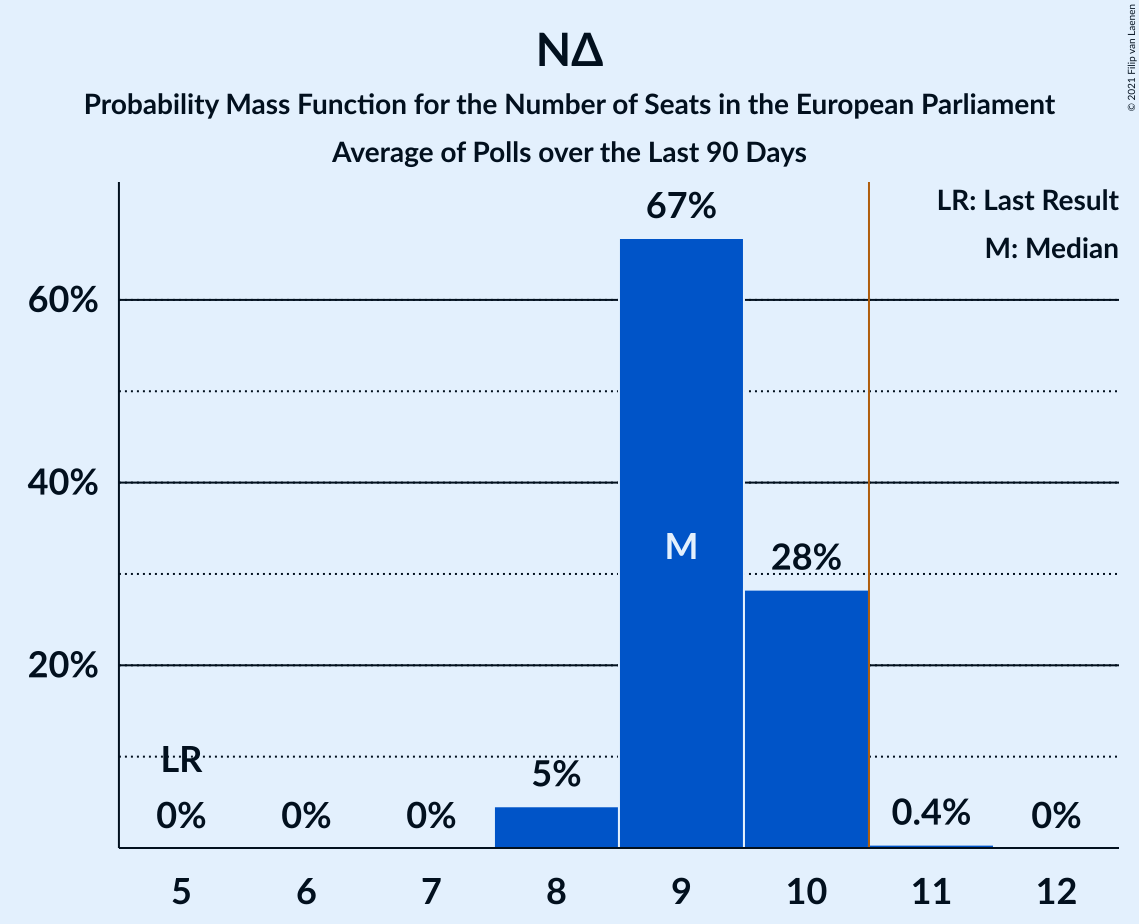 © 2021 Filip van Laenen
ΝΔ
Probability Mass Function for the Number of Seats in the European Parliament
Average of Polls over the Last 90 Days
LR: Last Result
M: Median
67%
60%
40%
M
28%
20%
LR
5%
0% 0% 0% 0.4% 0%
5 6 7 8 9 10 11 12